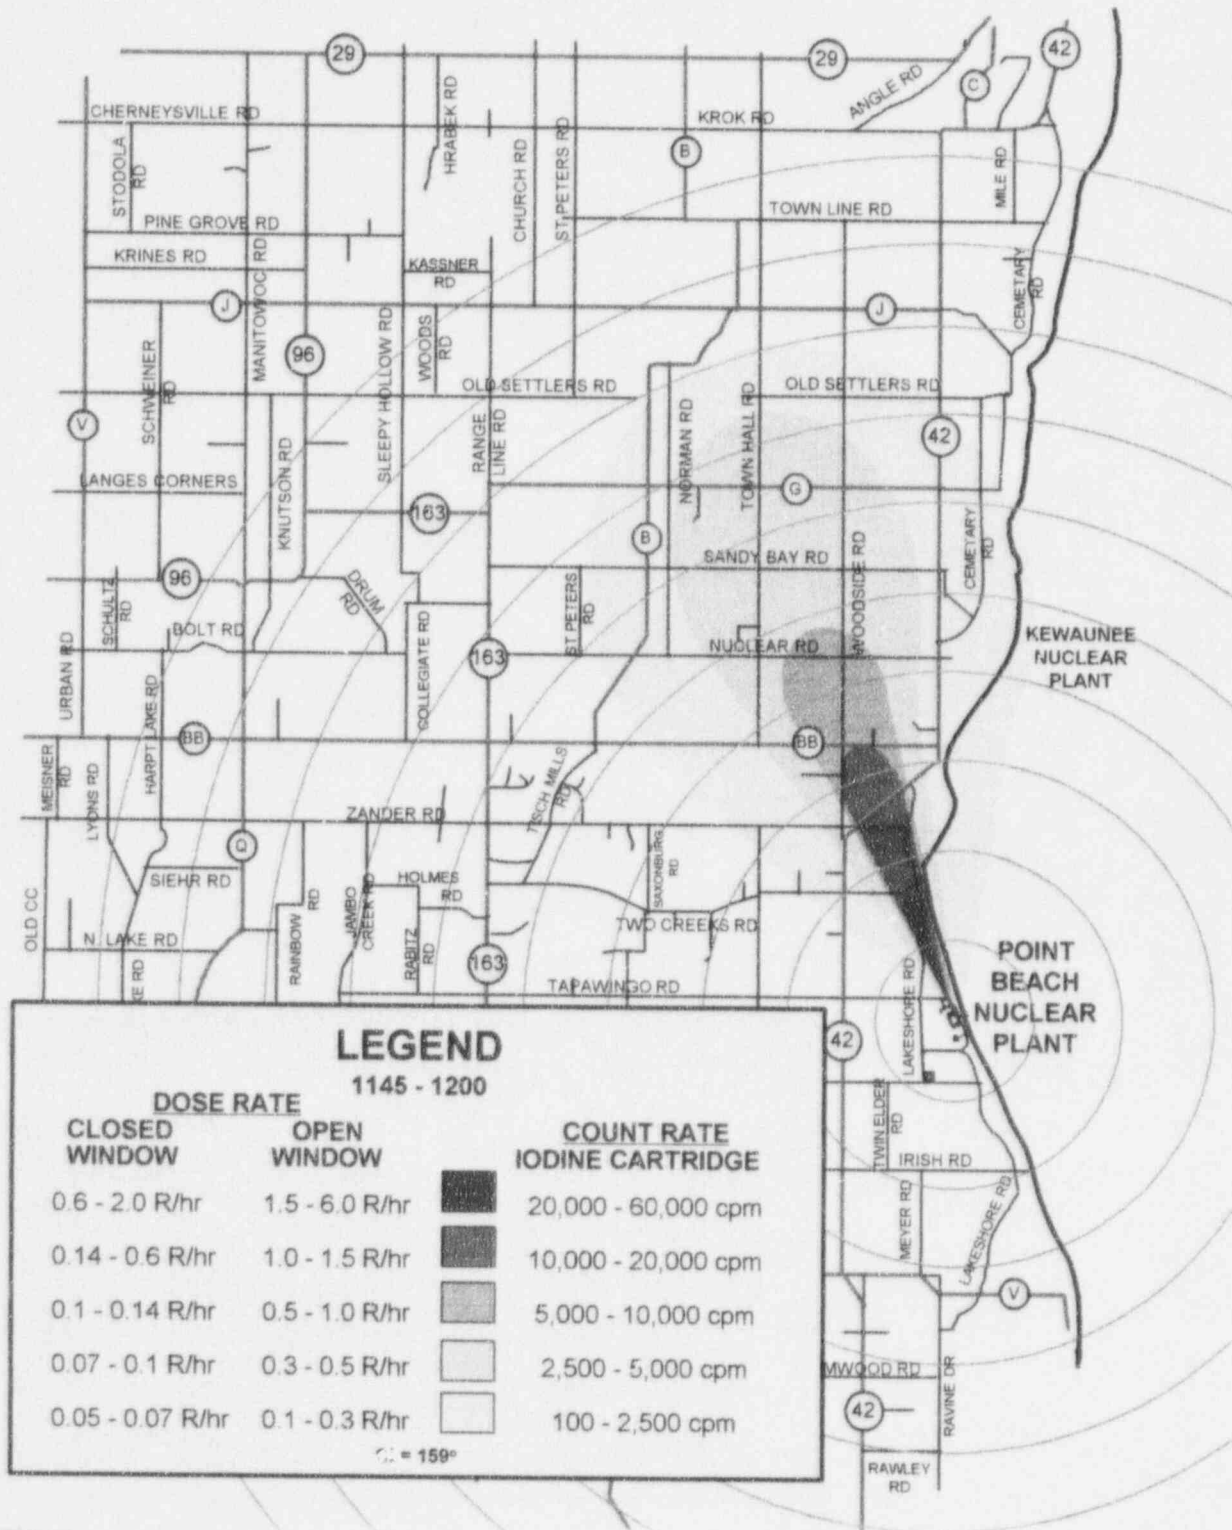 29
29
42
C
ANGLE RD
CHERNEYSVILLE RD
KROK RD
HRABEK RD
STODOLA
RD
CHURCH RD
ST PETERS RD
B
MILE RD
PINE GROVE RD
TOWN LINE RD
KRINES RD
MANITOWOC RD
KASSNER
RD
CEMETARY
RD
J
J
SCHWEINER
RD
96
SLEEPY HOLLOW RD
WOODS
RD
OLD SETTLERS RD
OLD SETTLERS RD
V
RANGE
LINE RD
NORMAN RD
TOWN HALL RD
42
LANGES CORNERS
KNUTSON RD
G
163
B
SANDY BAY RD
WOODSIDE RD
CEMETARY
RD
96
SCHULTZ
RD
DRUM
RD
ST PETERS
RD
BOLT RD
COLLEGIATE RD
NUCLEAR RD
KEWAUNEE
NUCLEAR
PLANT
URBAN RD
163
HARPT LAKE RD
BB
BB
MEISNER
RD
LYONS RD
TISCH MILLS
RD
ZANDER RD
SIEHR RD
HOLMES
RD
SAXONBURG
RD
OLD CC
N. LAKE RD
RAINBOW
RD
JAMBO
CREEK RD
RABITZ
RD
TWO CREEKS RD
KE RD
163
TAPAWINGO RD
LAKESHORE RD
POINT
BEACH
NUCLEAR
PLANT
42
TWIN ELDER
RD
IRISH RD
MEYER RD
LAKESHORE RD
V
MWOOD RD
42
RAVINE DR
RAWLEY
RD
LEGEND
1145 - 1200
DOSE RATE
CLOSED
WINDOW
OPEN
WINDOW
COUNT RATE
IODINE CARTRIDGE
0.6 - 2.0 R/hr 1.5 - 6.0 R/hr 20,000 - 60,000 cpm
0.14 - 0.6 R/hr 1.0 - 1.5 R/hr 10,000 - 20,000 cpm
0.1 - 0.14 R/hr 0.5 - 1.0 R/hr 5,000 - 10,000 cpm
0.07 - 0.1 R/hr 0.3 - 0.5 R/hr 2,500 - 5,000 cpm
0.05 - 0.07 R/hr 0.1 - 0.3 R/hr 100 - 2,500 cpm
= 159°